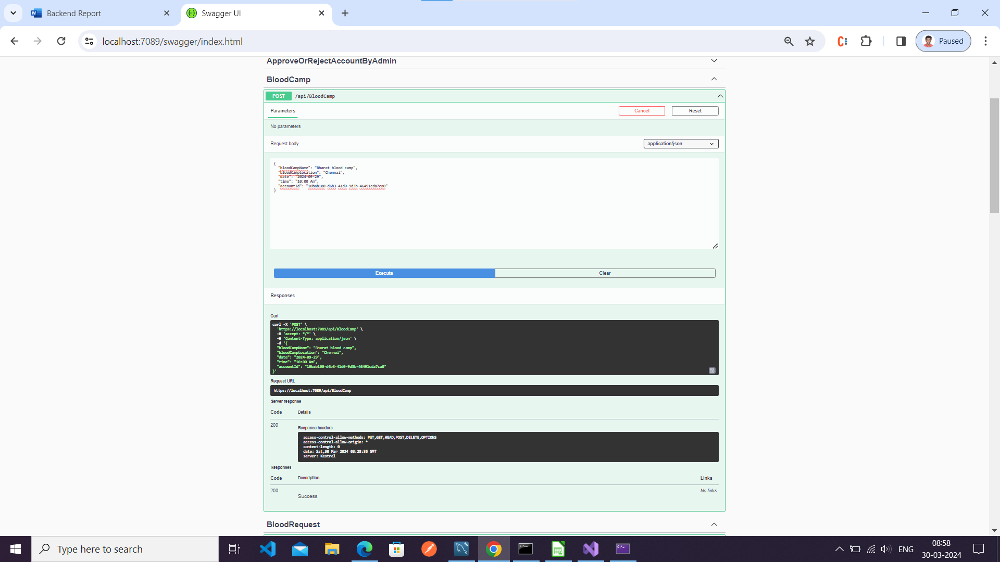 Backend Report
Swagger UI
localhost:7089/swagger/index.html
Paused
ApproveOrRejectAccountByAdmin
BloodCamp
POST /api/BloodCamp
Parameters
Cancel
Reset
No parameters
Request body
application/json
{
"bloodCampName": "Bharat blood camp",
"bloodCampLocation": "Chennai",
"date": "2024-09-29",
"time": "10:00 Am",
"accountId": "10bab100-d6b3-41d0-9d3b-46491cda7ca0"
}
Execute
Clear
Responses
Curl
curl -X 'POST' \
'https://localhost:7089/api/BloodCamp' \
-H 'accept: */*' \
-H 'Content-Type: application/json' \
-d '{
"bloodCampName": "Bharat blood camp",
"bloodCampLocation": "Chennai",
"date": "2024-09-29",
"time": "10:00 Am",
"accountId": "10bab100-d6b3-41d0-9d3b-46491cda7ca0"
}'
Request URL
https://localhost:7089/api/BloodCamp
Server response
Code Details
200
Response headers
access-control-allow-methods: PUT,GET,HEAD,POST,DELETE,OPTIONS
access-control-allow-origin: *
content-length: 0
date: Sat,30 Mar 2024 03:28:35 GMT
server: Kestrel
Responses
Code Description Links
200 No links
Success
BloodRequest
Type here to search
ENG
08:58
30-03-2024